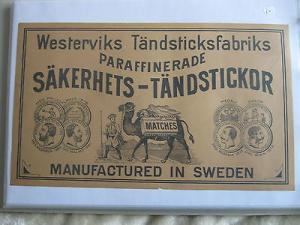 Westerviks Tändsticksfabriks
PARAFFINERADE
SÄKERHETS-TÄNDSTICKOR
MATCHES
MANUFACTURED IN SWEDEN